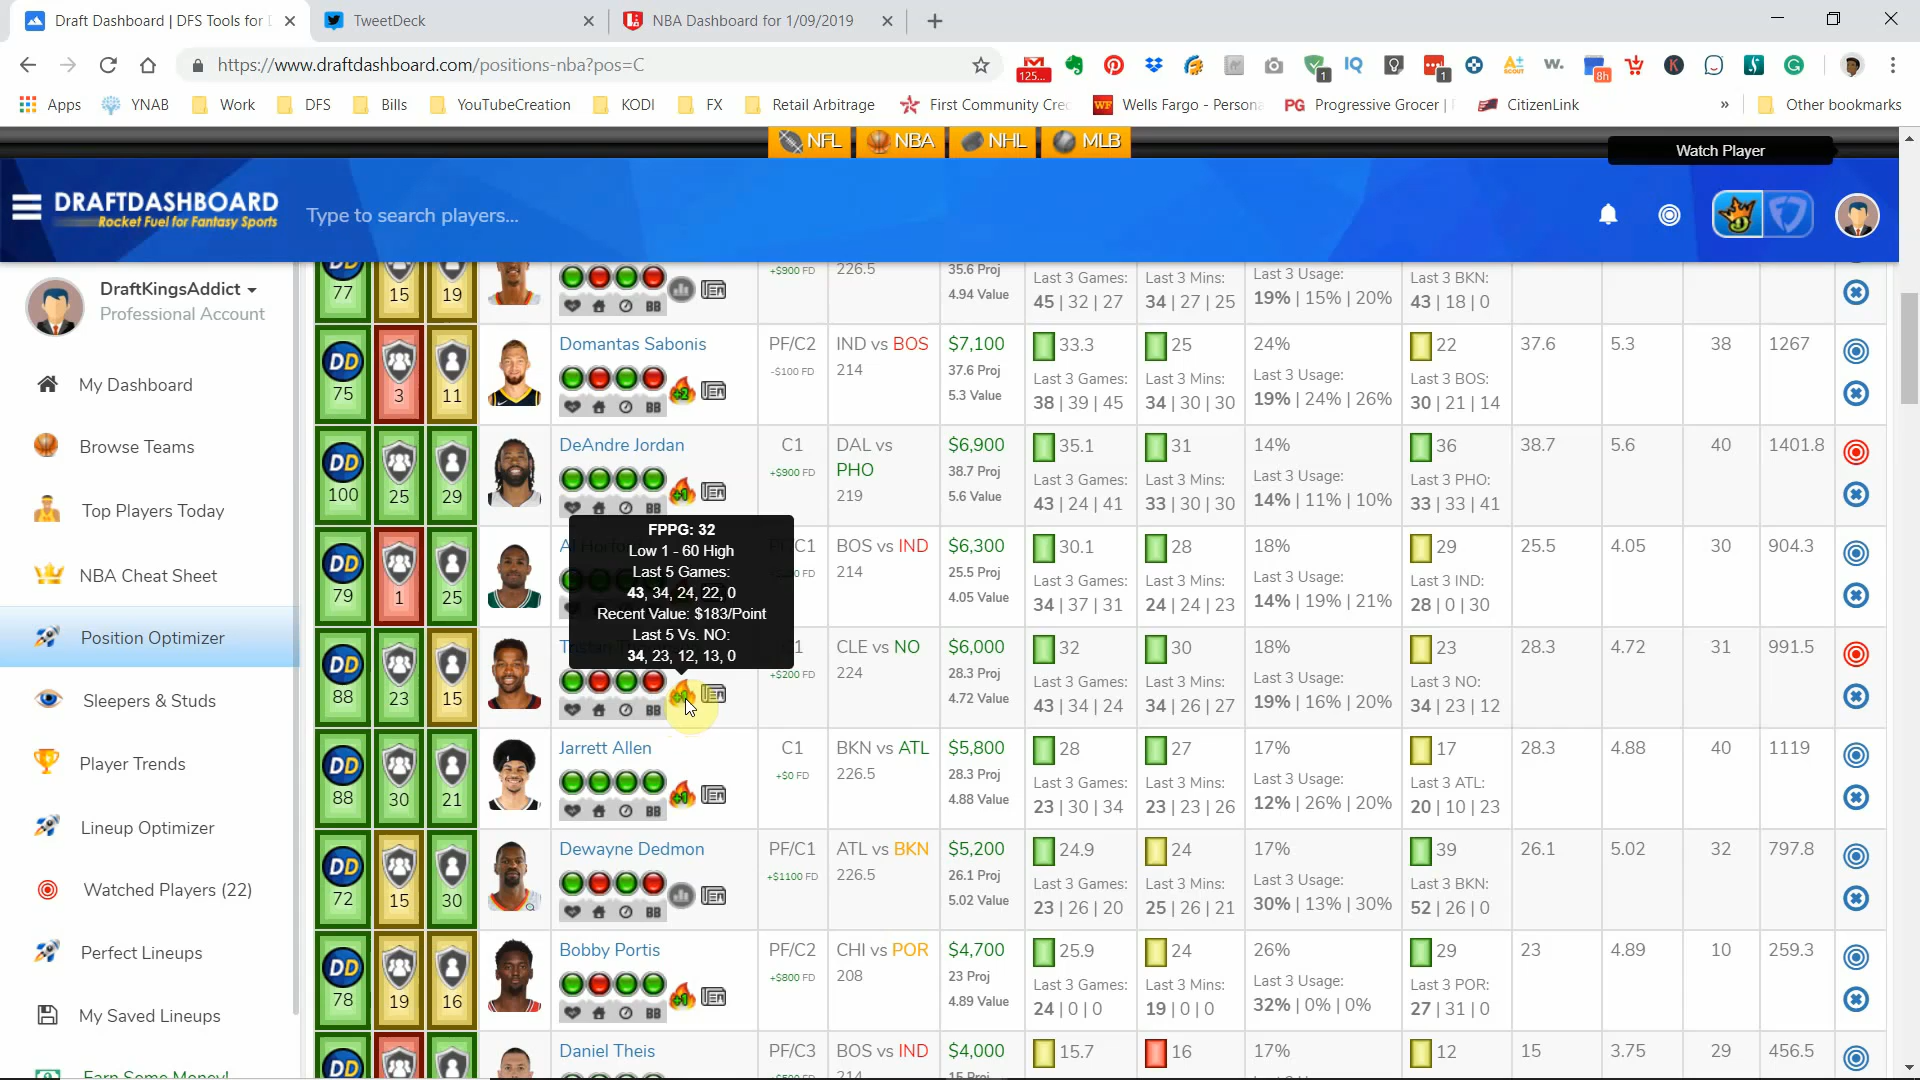 Draft Dashboard | DFS Tools for
TweetDeck
NBA Dashboard for 1/09/2019
https://www.draftdashboard.com/positions-nba?pos=C
Apps
YNAB
Work
DFS
Bills
YouTubeCreation
KODI
FX
Retail Arbitrage
First Community Cre
Wells Fargo - Persona
Progressive Grocer |
CitizenLink
»
Other bookmarks
NFL
NBA
NHL
MLB
Watch Player
DRAFTDASHBOARD
Rocket Fuel for Fantasy Sports
Type to search players...
DraftKingsAddict
Professional Account
My Dashboard
Browse Teams
Top Players Today
NBA Cheat Sheet
Position Optimizer
Sleepers & Studs
Player Trends
Lineup Optimizer
Watched Players (22)
Perfect Lineups
My Saved Lineups
Earn Some Money!
77 15 19 +$900 FD 226.5 35.6 Proj Last 3 Games: Last 3 Mins: Last 3 Usage: Last 3 BKN:
4.94 Value 45 | 32 | 27 34 | 27 | 25 19% | 15% | 20% 43 | 18 | 0
Domantas Sabonis PF/C2 IND vs BOS $7,100 33.3 25 24% 22 37.6 5.3 38 1267
DD 75 3 11 -$100 FD 214 37.6 Proj Last 3 Games: Last 3 Mins: Last 3 Usage: Last 3 BOS:
BB +2 5.3 Value 38 | 39 | 45 34 | 30 | 30 19% | 24% | 26% 30 | 21 | 14
DeAndre Jordan C1 DAL vs PHO $6,900 35.1 31 14% 36 38.7 5.6 40 1401.8
DD 100 25 29 +$900 FD 219 38.7 Proj Last 3 Games: Last 3 Mins: Last 3 Usage: Last 3 PHO:
BB +1 5.6 Value 43 | 24 | 41 33 | 30 | 30 14% | 11% | 10% 33 | 33 | 41
FPPG: 32
Low 1 - 60 High
Last 5 Games:
43, 34, 24, 22, 0
Recent Value: $183/Point
Last 5 Vs. NO:
34, 23, 12, 13, 0
BOS vs IND $6,300 30.1 28 18% 29 25.5 4.05 30 904.3
DD 79 1 25 214 25.5 Proj Last 3 Games: Last 3 Mins: Last 3 Usage: Last 3 IND:
4.05 Value 34 | 37 | 31 24 | 24 | 23 14% | 19% | 21% 28 | 0 | 30
CLE vs NO $6,000 32 30 18% 23 28.3 4.72 31 991.5
DD 88 23 15 +$200 FD 224 28.3 Proj Last 3 Games: Last 3 Mins: Last 3 Usage: Last 3 NO:
BB 4.72 Value 43 | 34 | 24 34 | 26 | 27 19% | 16% | 20% 34 | 23 | 12
Jarrett Allen C1 BKN vs ATL $5,800 28 27 17% 17 28.3 4.88 40 1119
DD 88 30 21 +$0 FD 226.5 28.3 Proj Last 3 Games: Last 3 Mins: Last 3 Usage: Last 3 ATL:
BB +1 4.88 Value 23 | 30 | 34 23 | 23 | 26 12% | 26% | 20% 20 | 10 | 23
Dewayne Dedmon PF/C1 ATL vs BKN $5,200 24.9 24 17% 39 26.1 5.02 32 797.8
DD 72 15 30 +$1100 FD 226.5 26.1 Proj Last 3 Games: Last 3 Mins: Last 3 Usage: Last 3 BKN:
BB 5.02 Value 23 | 26 | 20 25 | 26 | 21 30% | 13% | 30% 52 | 26 | 0
Bobby Portis PF/C2 CHI vs POR $4,700 25.9 24 26% 29 23 4.89 10 259.3
DD 78 19 16 +$800 FD 208 23 Proj Last 3 Games: Last 3 Mins: Last 3 Usage: Last 3 POR:
BB +1 4.89 Value 24 | 0 | 0 19 | 0 | 0 32% | 0% | 0% 27 | 31 | 0
Daniel Theis PF/C3 BOS vs IND $4,000 15.7 16 17% 12 15 3.75 29 456.5